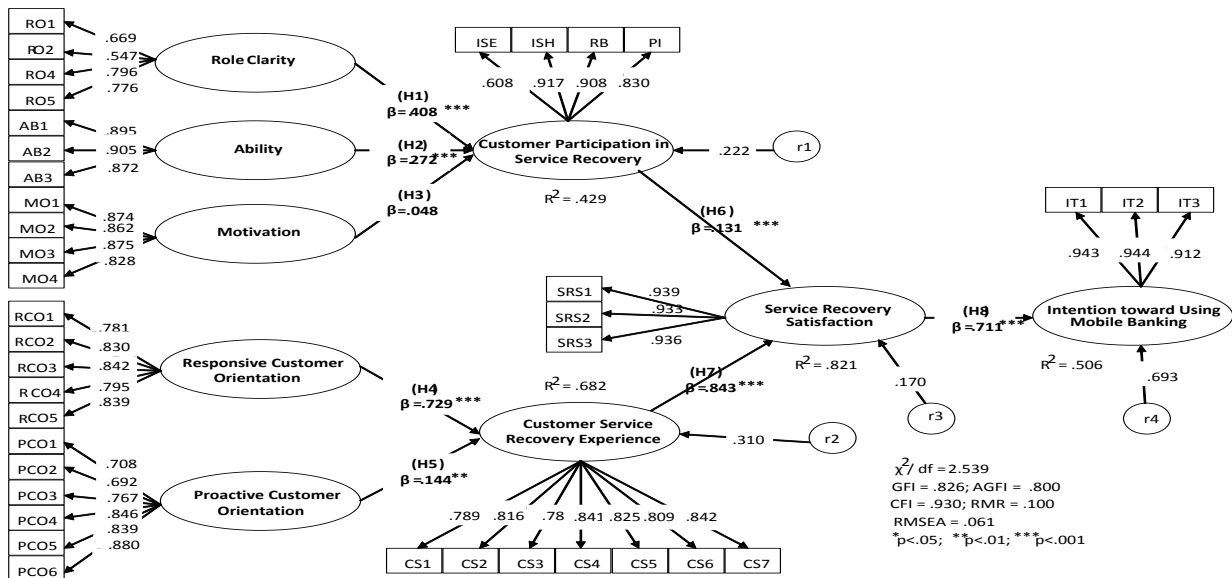 RO1
RO2
RO4
RO5
.669
.547
.796
.776
Role Clarity
AB1
AB2
AB3
.895
.905
.872
Ability
MO1
MO2
MO3
MO4
.874
.862
.875
.828
Motivation
(H1)
β=.408 ***
(H2)
β=.272***
(H3)
β=.048
ISE ISH RB PI
.608 .917 .908 .830
Customer Participation in
Service Recovery
R² = .429
.222 r1
(H6)
β=.131 ***
RCO1
RCO2
RCO3
RCO4
RCO5
.781
.830
.842
.795
.839
Responsive Customer
Orientation
PCO1
PCO2
PCO3
PCO4
PCO5
PCO6
.708
.692
.767
.846
.839
.880
Proactive Customer
Orientation
(H4)
β=.729***
(H5)
β=.144**
SRS1
SRS2
SRS3
.939
.933
.936
Service Recovery
Satisfaction
R² = .821
.170
r3
R² = .682
Customer Service
Recovery Experience
.310 r2
(H7)
β=.843***
.789 .816 .78 .841 .825 .809 .842
CS1 CS2 CS3 CS4 CS5 CS6 CS7
(H8)
β=.711***
IT1 IT2 IT3
.943 .944 .912
Intention toward Using
Mobile Banking
R² = .506
.693
r4
χ²/ df = 2.539
GFI = .826; AGFI = .800
CFI = .930; RMR = .100
RMSEA = .061
*p<.05; **p<.01; ***p<.001